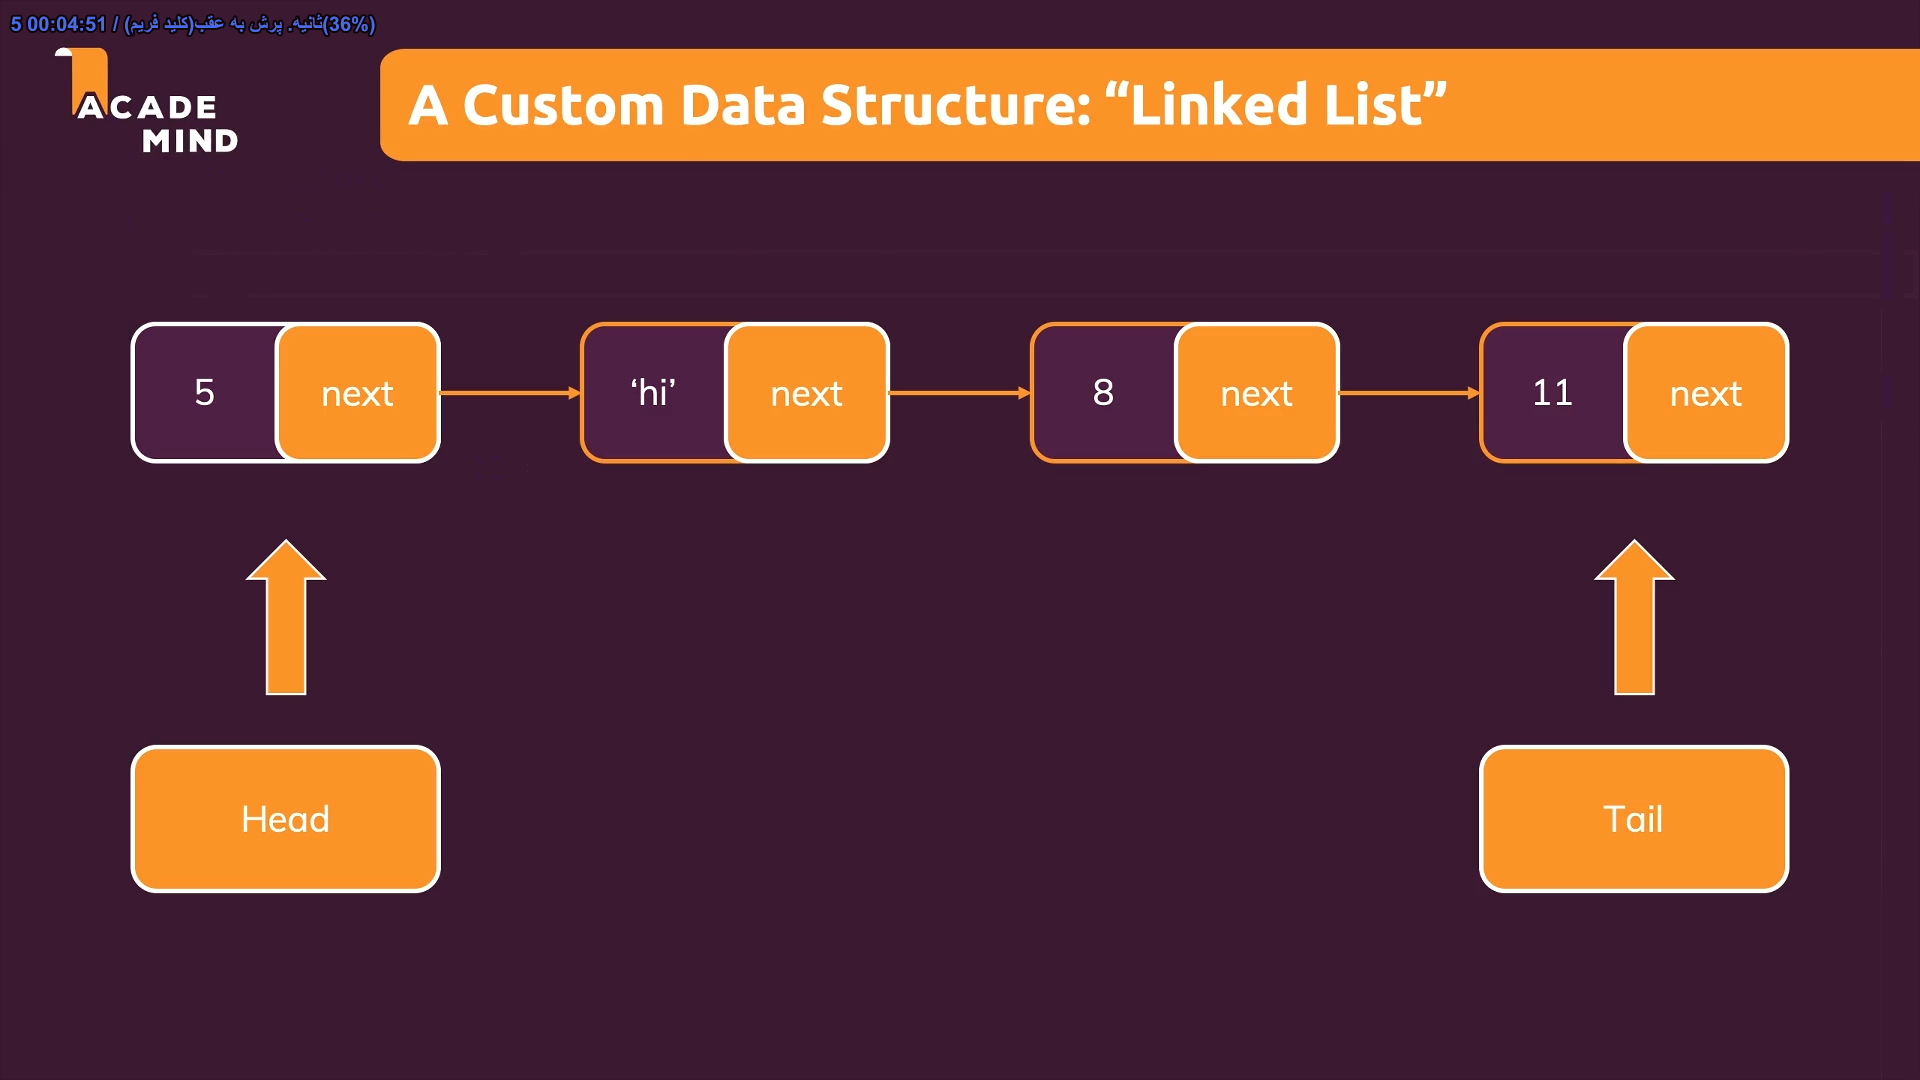 5 00:04:51 / (کلید فریم)ثانیه. پرش به عقب(36%)
ACADE
MIND
A Custom Data Structure: “Linked List”
5 next ‘hi’ next 8 next 11 next
Head Tail